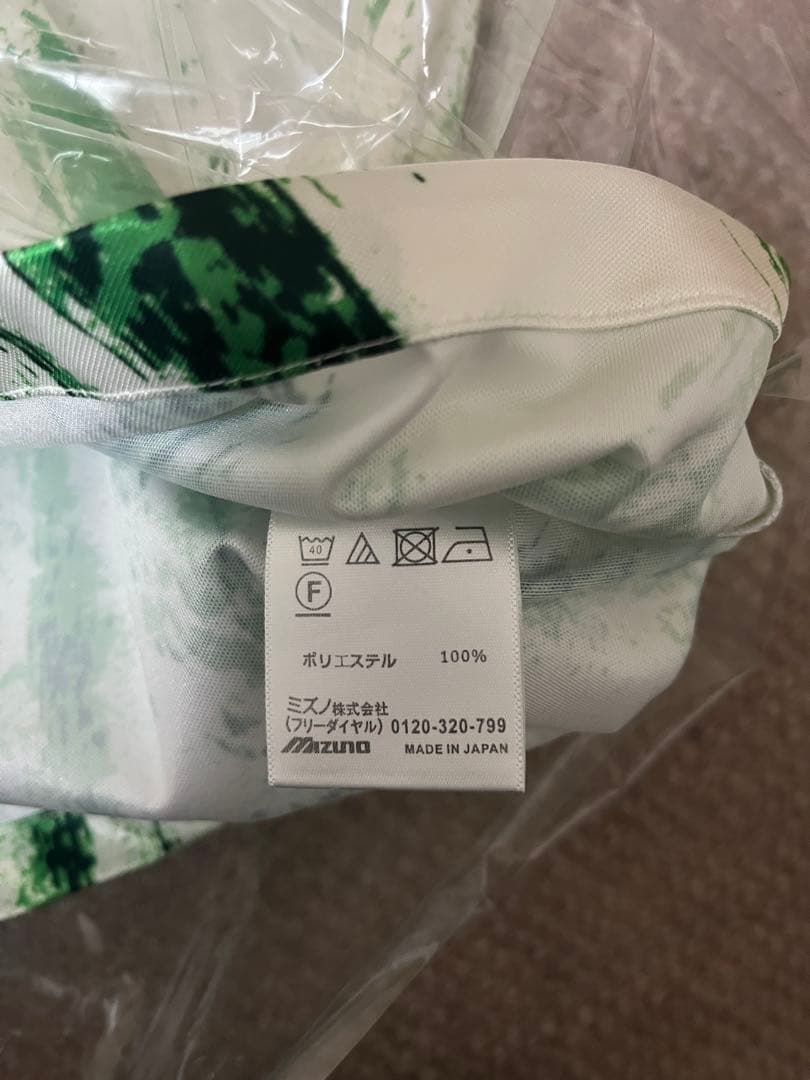 40
F
ポリエステル 100%
ミズノ株式会社
(フリーダイヤル) 0120-320-799
MIZUNO MADE IN JAPAN